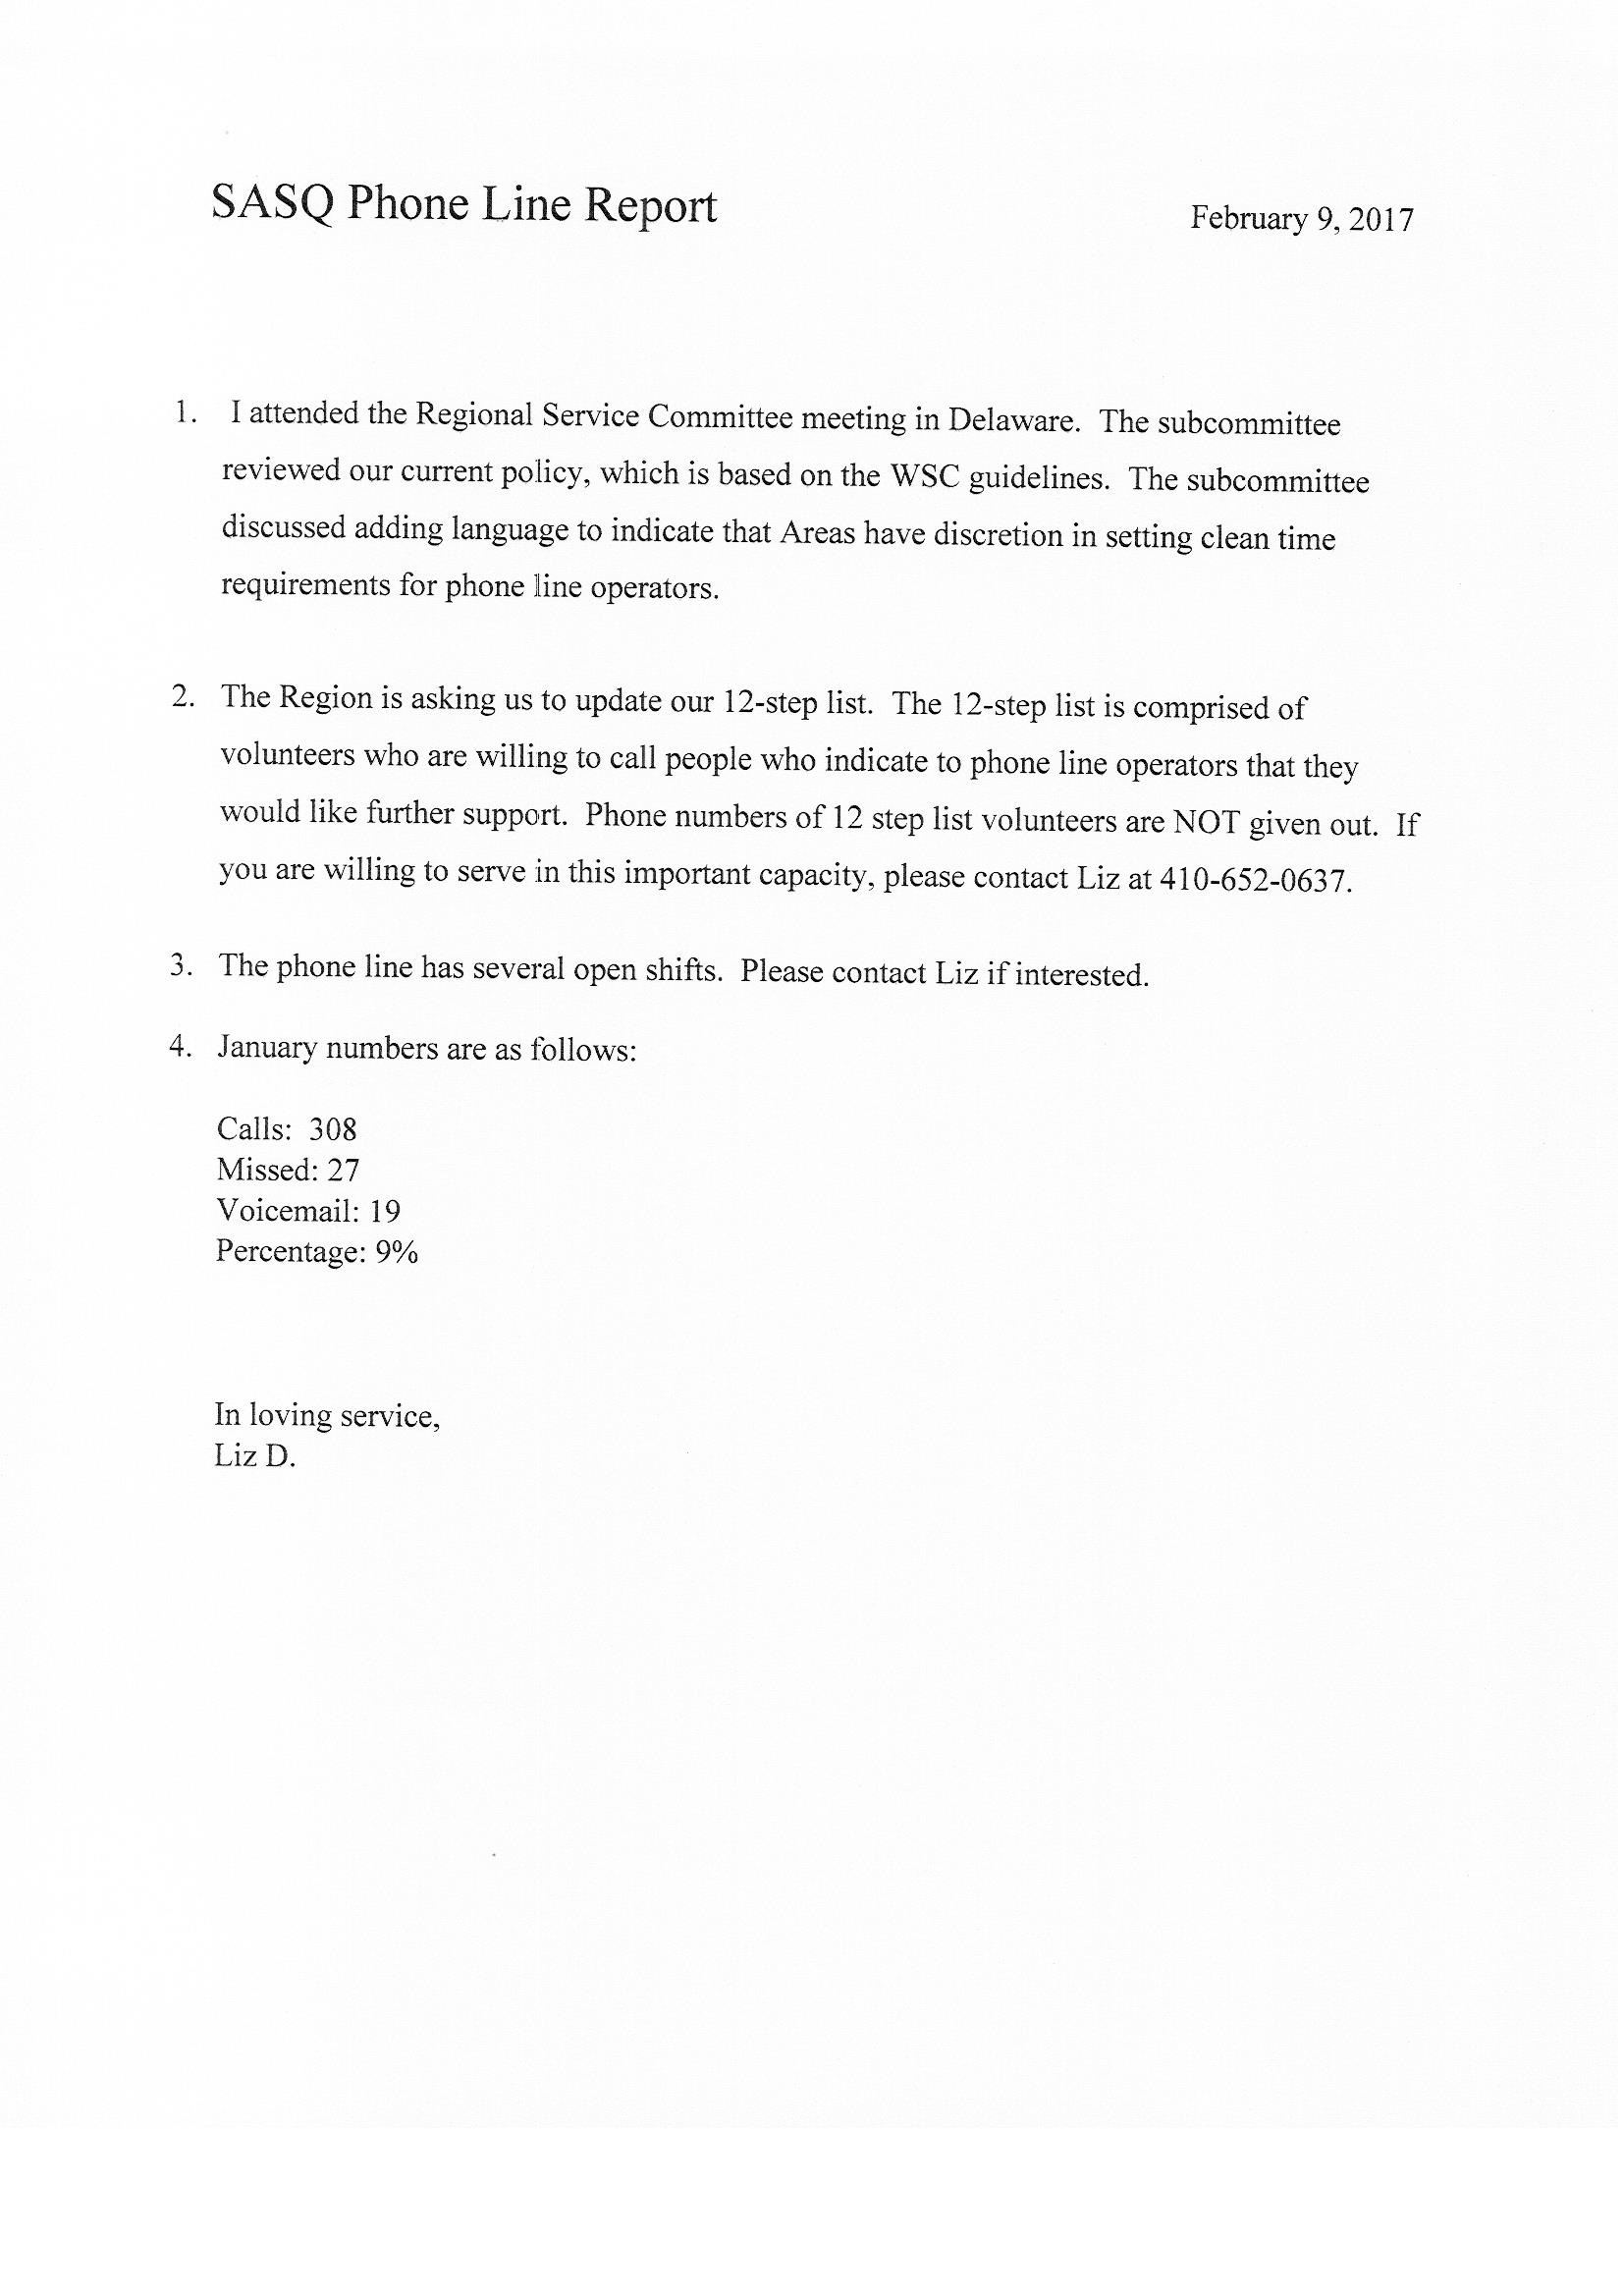 SASQ Phone Line Report
February 9, 2017
1. I attended the Regional Service Committee meeting in Delaware. The subcommittee
reviewed our current policy, which is based on the WSC guidelines. The subcommittee
discussed adding language to indicate that Areas have discretion in setting clean time
requirements for phone line operators.
2. The Region is asking us to update our 12-step list. The 12-step list is comprised of
volunteers who are willing to call people who indicate to phone line operators that they
would like further support. Phone numbers of 12 step list volunteers are NOT given out. If
you are willing to serve in this important capacity, please contact Liz at 410-652-0637.
3. The phone line has several open shifts. Please contact Liz if interested.
4. January numbers are as follows:
Calls: 308
Missed: 27
Voicemail: 19
Percentage: 9%
In loving service,
Liz D.